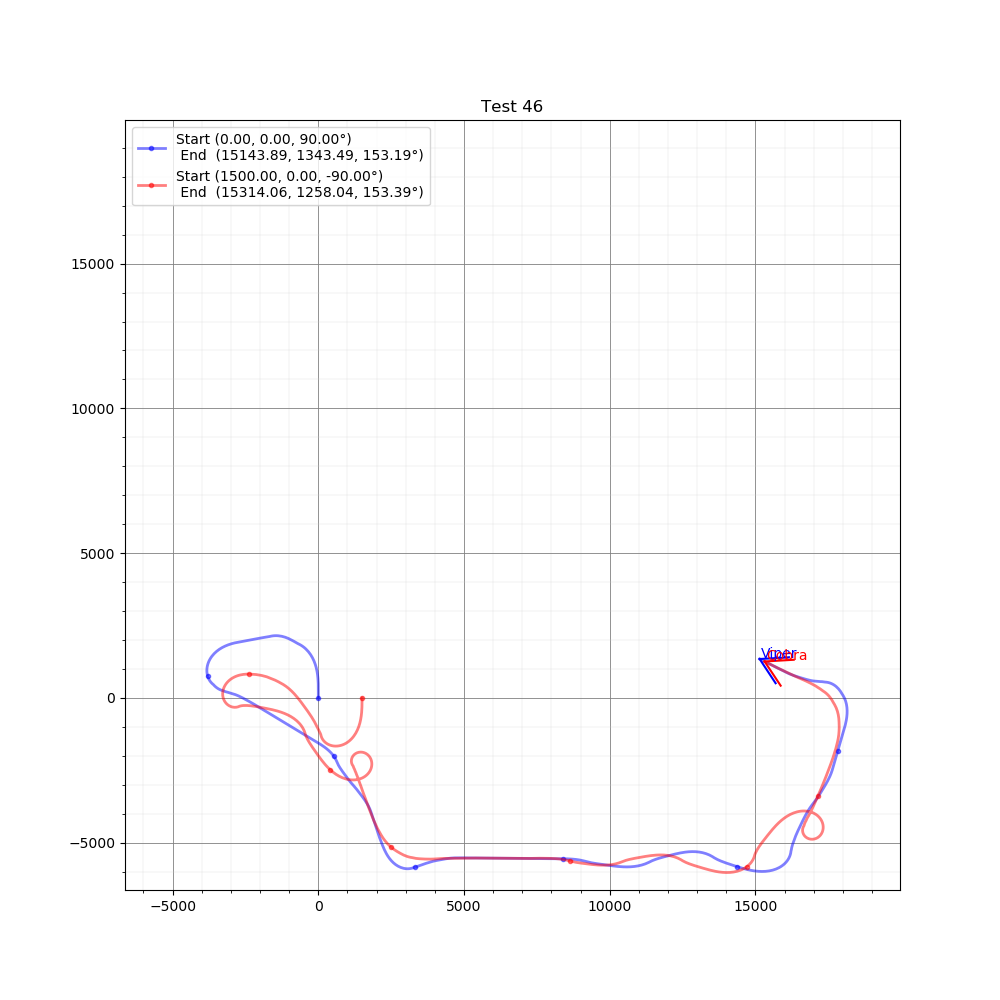 Test 46
Start (0.00, 0.00, 90.00°)
End (15143.89, 1343.49, 153.19°)
Start (1500.00, 0.00, -90.00°)
End (15314.06, 1258.04, 153.39°)
15000
10000
5000
0
−5000
Viper
−5000
0
5000
10000
15000